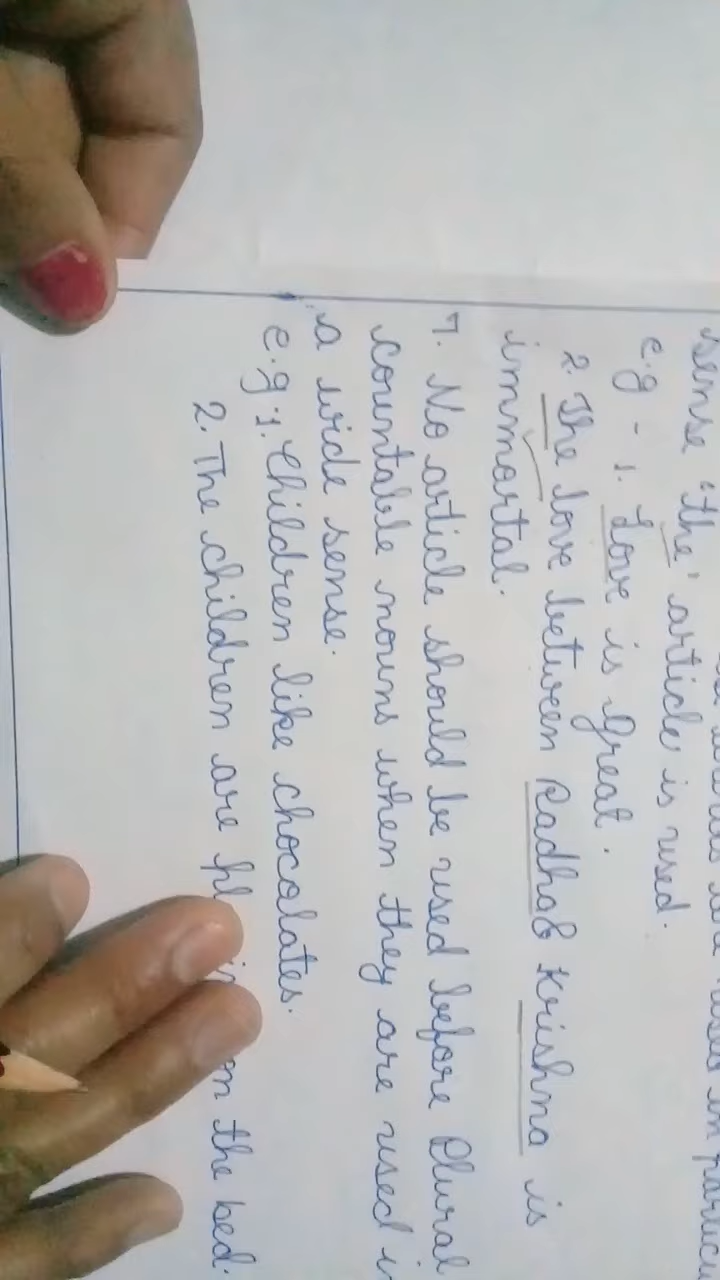 sense 'the' article is used.
e.g - 1. Love is Great.
2. The love between Radha & Krishna is
immortal.
7. No article should be used before Plural
countable nouns when they are used
a wide sense.
e.g. 1. Children like chocolates.
2. The children are on the bed.